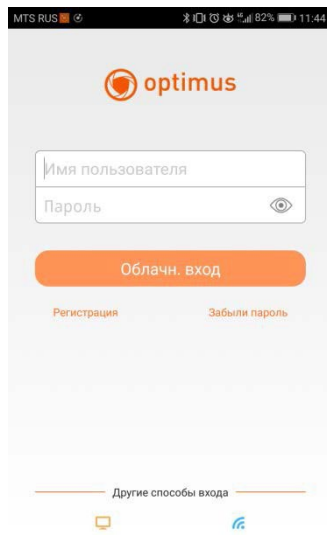 MTS RUS 82% 11:44
optimus
Имя пользователя
Пароль
Облачн. вход
Регистрация Забыли пароль
Другие способы входа